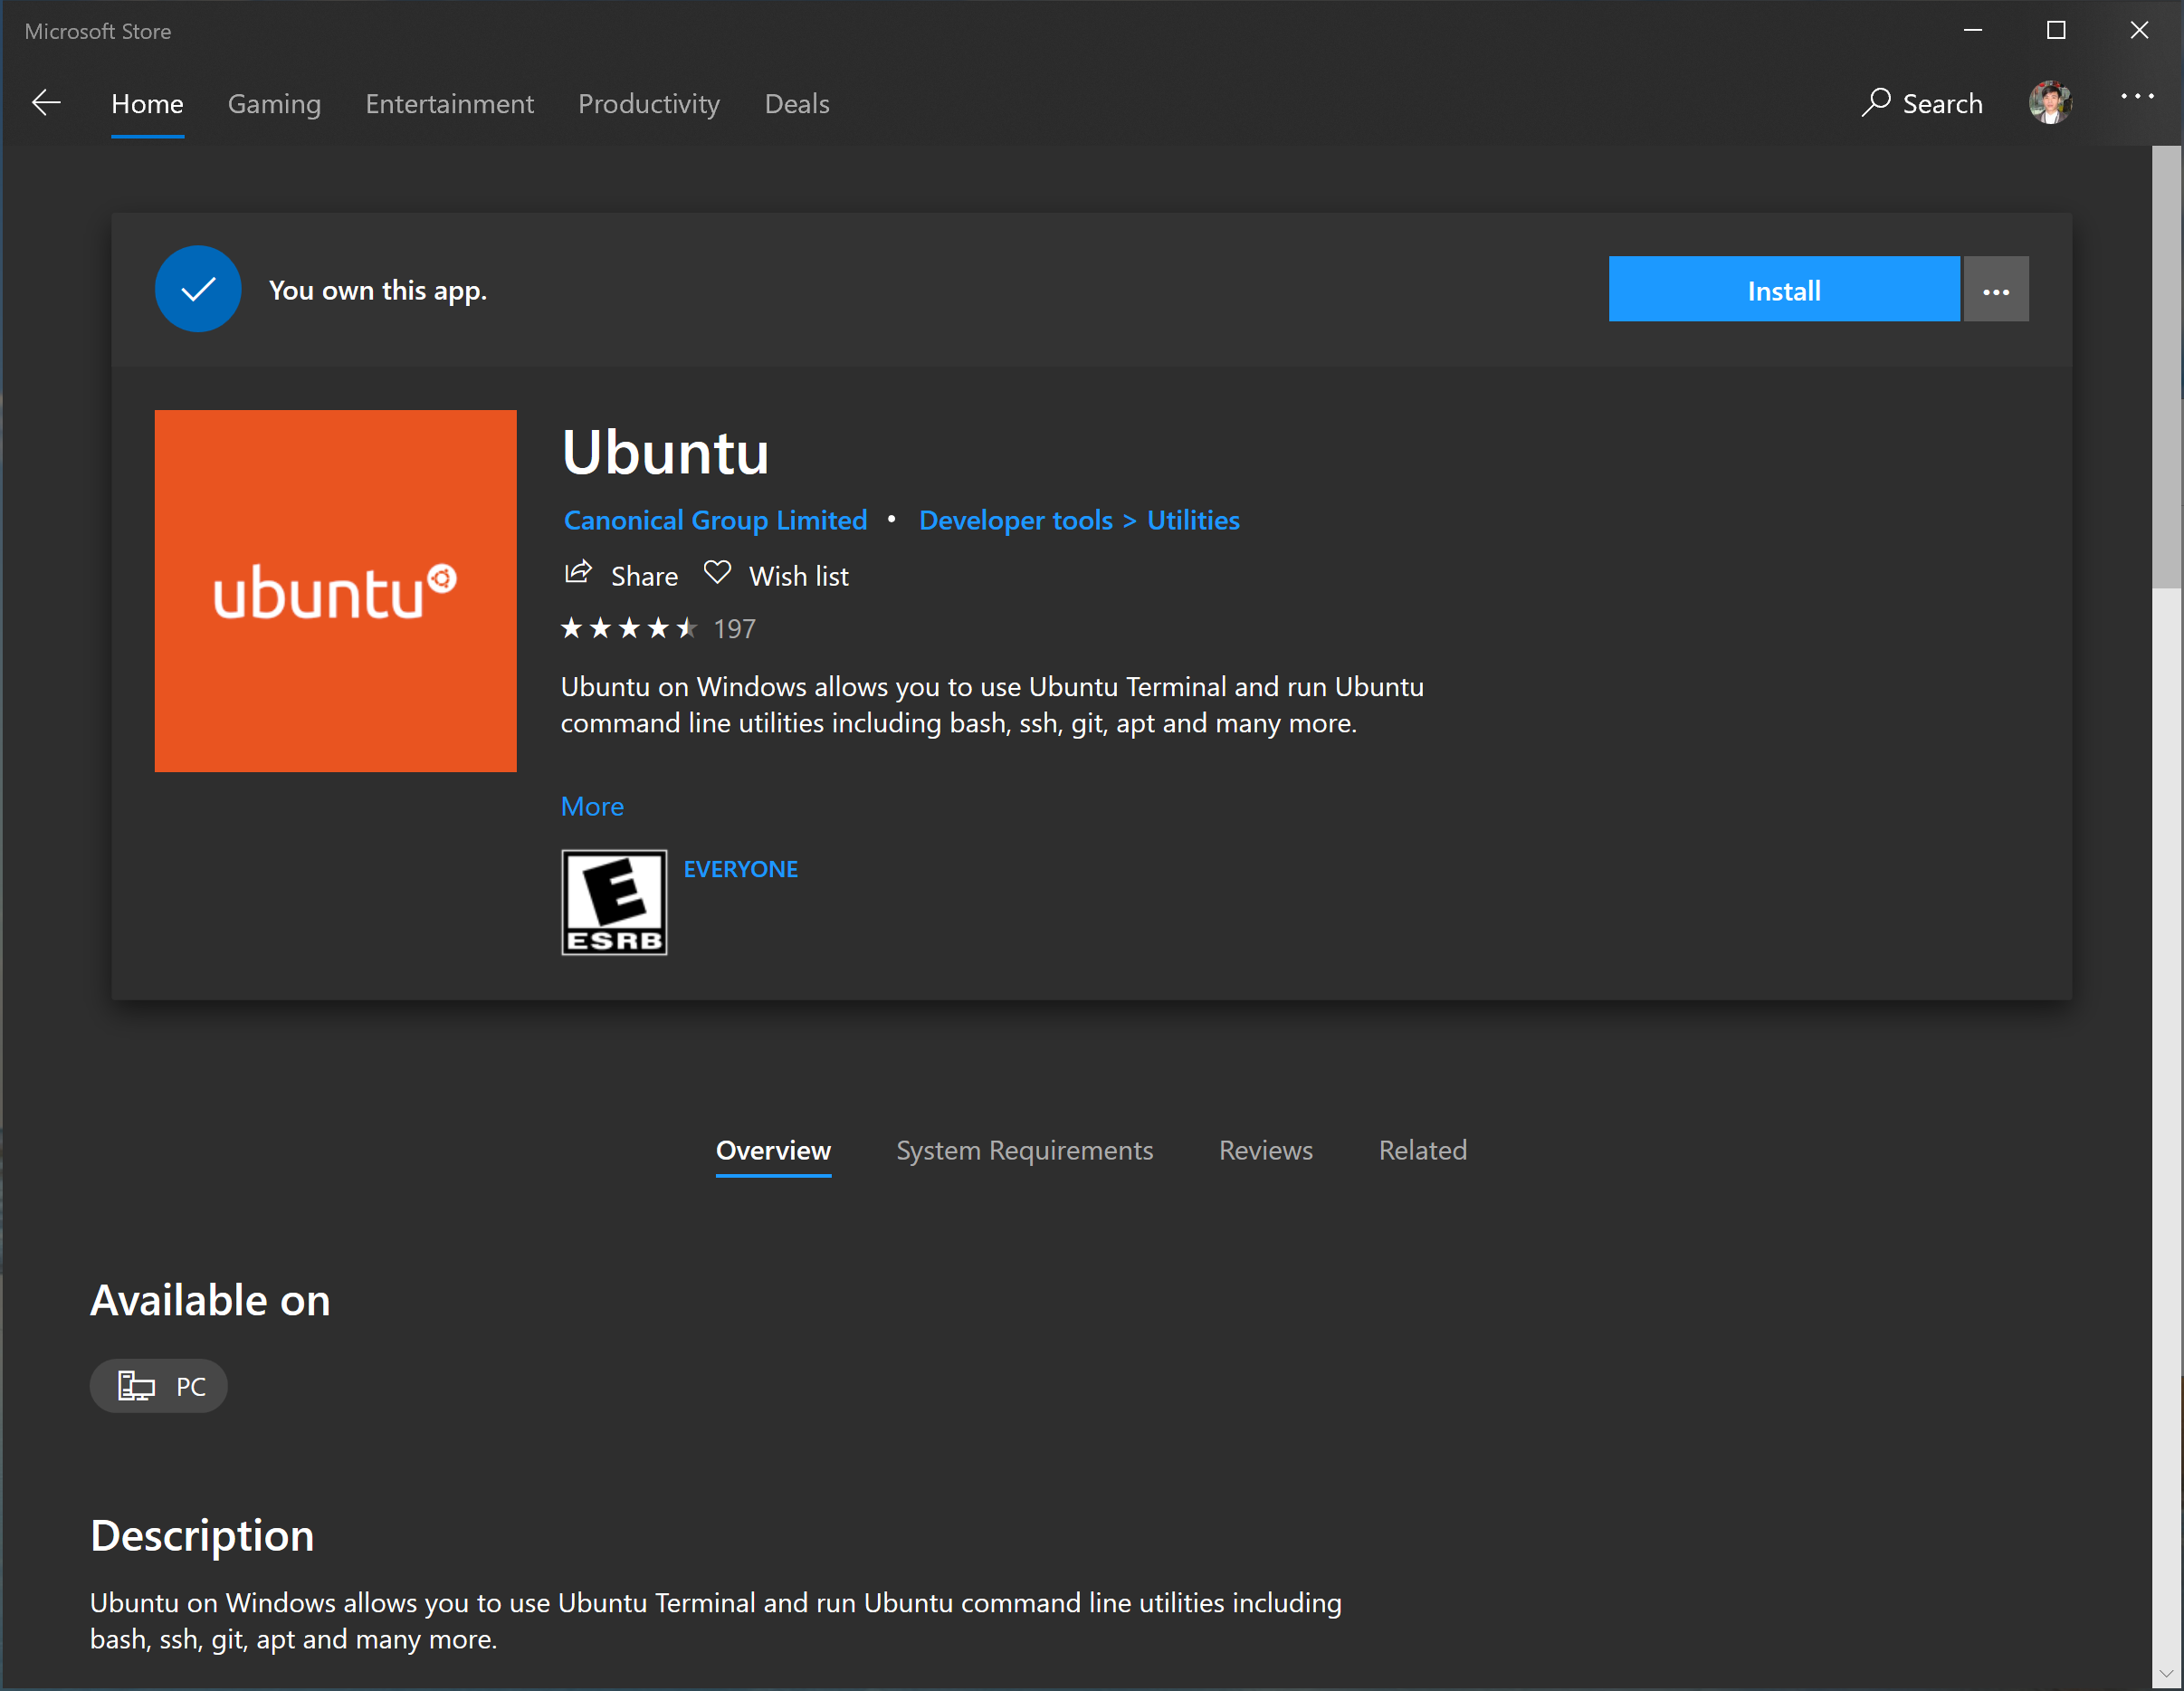 Microsoft Store
Home Gaming Entertainment Productivity Deals Search
You own this app. Install
ubuntu
Ubuntu
Canonical Group Limited • Developer tools > Utilities
Share Wish list
197
Ubuntu on Windows allows you to use Ubuntu Terminal and run Ubuntu
command line utilities including bash, ssh, git, apt and many more.
More
E
ESRB
EVERYONE
Overview System Requirements Reviews Related
Available on
PC
Description
Ubuntu on Windows allows you to use Ubuntu Terminal and run Ubuntu command line utilities including
bash, ssh, git, apt and many more.